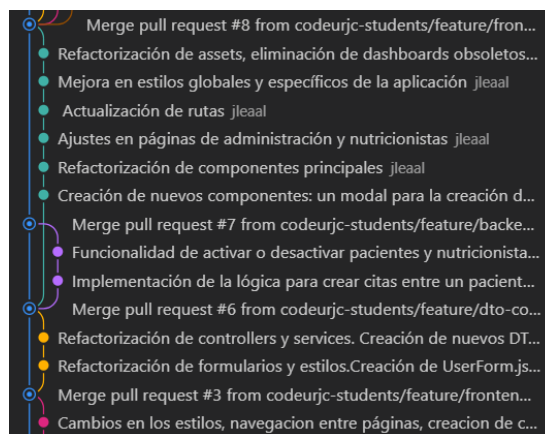 Merge pull request #8 from codeurjc-students/feature/fron...
Refactorización de assets, eliminación de dashboards obsoletos...
Mejora en estilos globales y específicos de la aplicación jleaal
Actualización de rutas jleaal
Ajustes en páginas de administración y nutricionistas jleaal
Refactorización de componentes principales jleaal
Creación de nuevos componentes: un modal para la creación d...
Merge pull request #7 from codeurjc-students/feature/backe...
Funcionalidad de activar o desactivar pacientes y nutricionista...
Implementación de la lógica para crear citas entre un pacient...
Merge pull request #6 from codeurjc-students/feature/dto-co...
Refactorización de controllers y services. Creación de nuevos DT...
Refactorización de formularios y estilos.Creación de UserForm.js...
Merge pull request #3 from codeurjc-students/feature/fronten...
Cambios en los estilos, navegacion entre páginas, creacion de c...